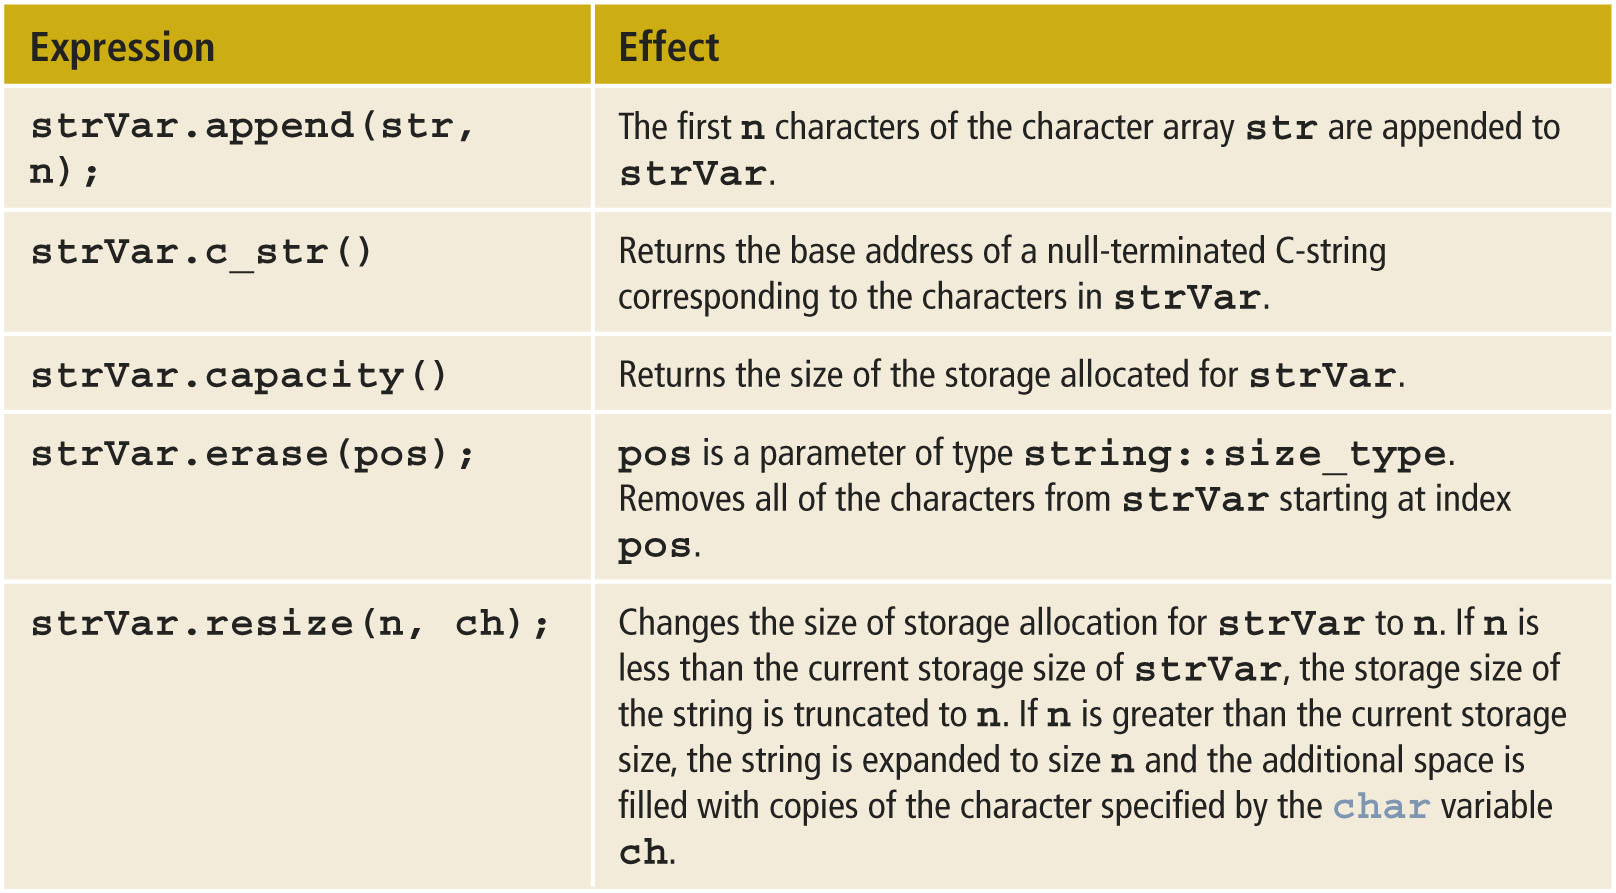 Expression
Effect
strVar.append(str,
n);
The first n characters of the character array str are appended to
strVar.
strVar.c_str()
Returns the base address of a null-terminated C-string
corresponding to the characters in strVar.
strVar.capacity()
Returns the size of the storage allocated for strVar.
strVar.erase(pos);
pos is a parameter of type string::size_type.
Removes all of the characters from strVar starting at index
pos.
strVar.resize(n, ch);
Changes the size of storage allocation for strVar to n. If n is
less than the current storage size of strVar, the storage size of
the string is truncated to n. If n is greater than the current storage
size, the string is expanded to size n and the additional space is
filled with copies of the character specified by the char variable
ch.